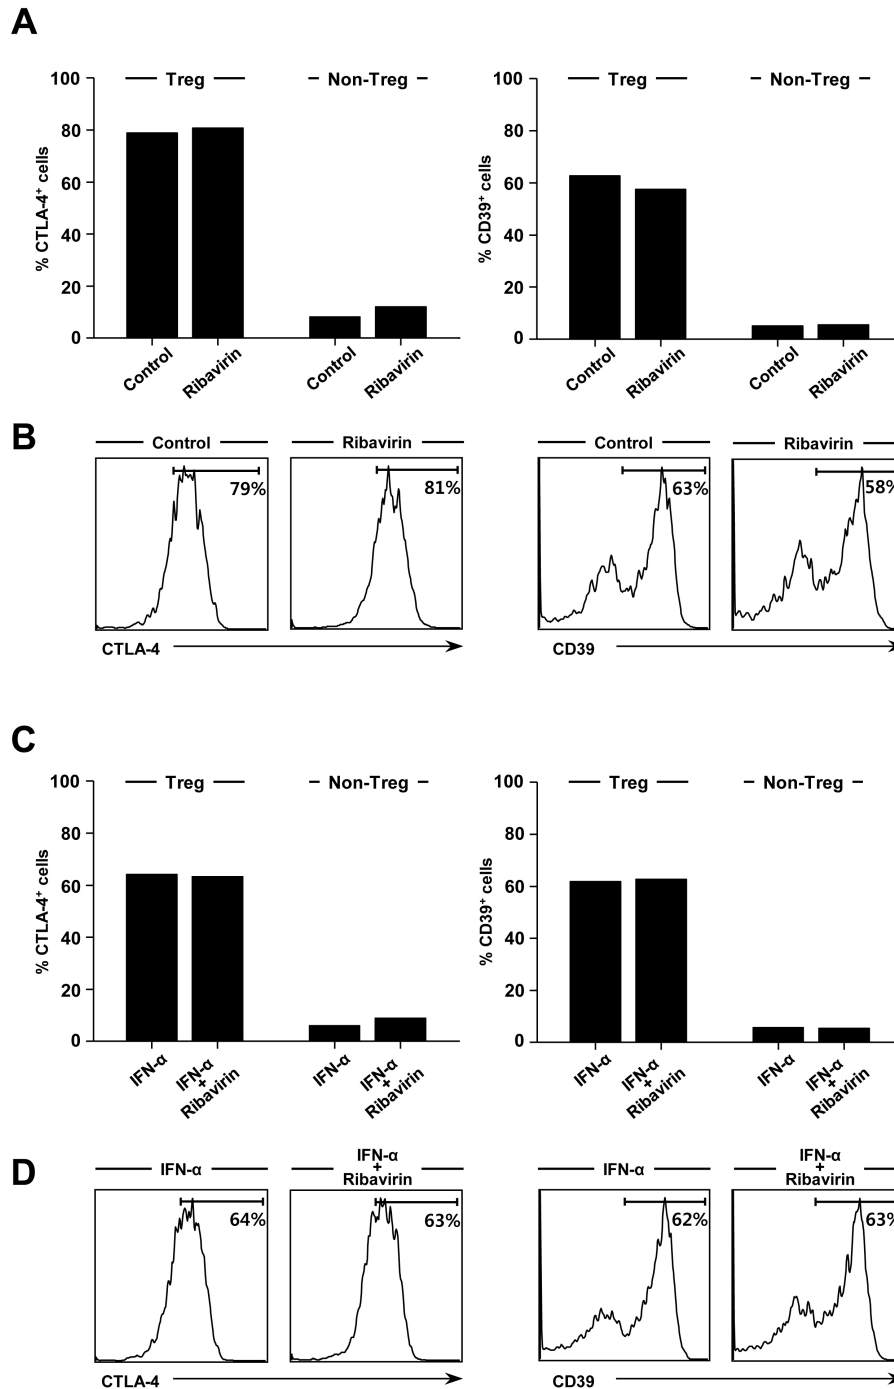 A
Treg
Non-Treg
100
80
60
40
20
0
% CTLA-4+ cells
Control
Ribavirin
Control
Ribavirin
Treg
Non-Treg
100
80
60
40
20
0
% CD39+ cells
Control
Ribavirin
Control
Ribavirin
B
Control
Ribavirin
Control
Ribavirin
79%
81%
63%
58%
CTLA-4
CD39
C
Treg
Non-Treg
100
80
60
40
20
0
% CTLA-4+ cells
IFN-α
IFN-α
+
Ribavirin
IFN-α
IFN-α
+
Ribavirin
Treg
Non-Treg
100
80
60
40
20
0
% CD39+ cells
IFN-α
IFN-α
+
Ribavirin
IFN-α
IFN-α
+
Ribavirin
D
IFN-α
IFN-α
+
Ribavirin
IFN-α
IFN-α
+
Ribavirin
64%
63%
62%
63%
CTLA-4
CD39